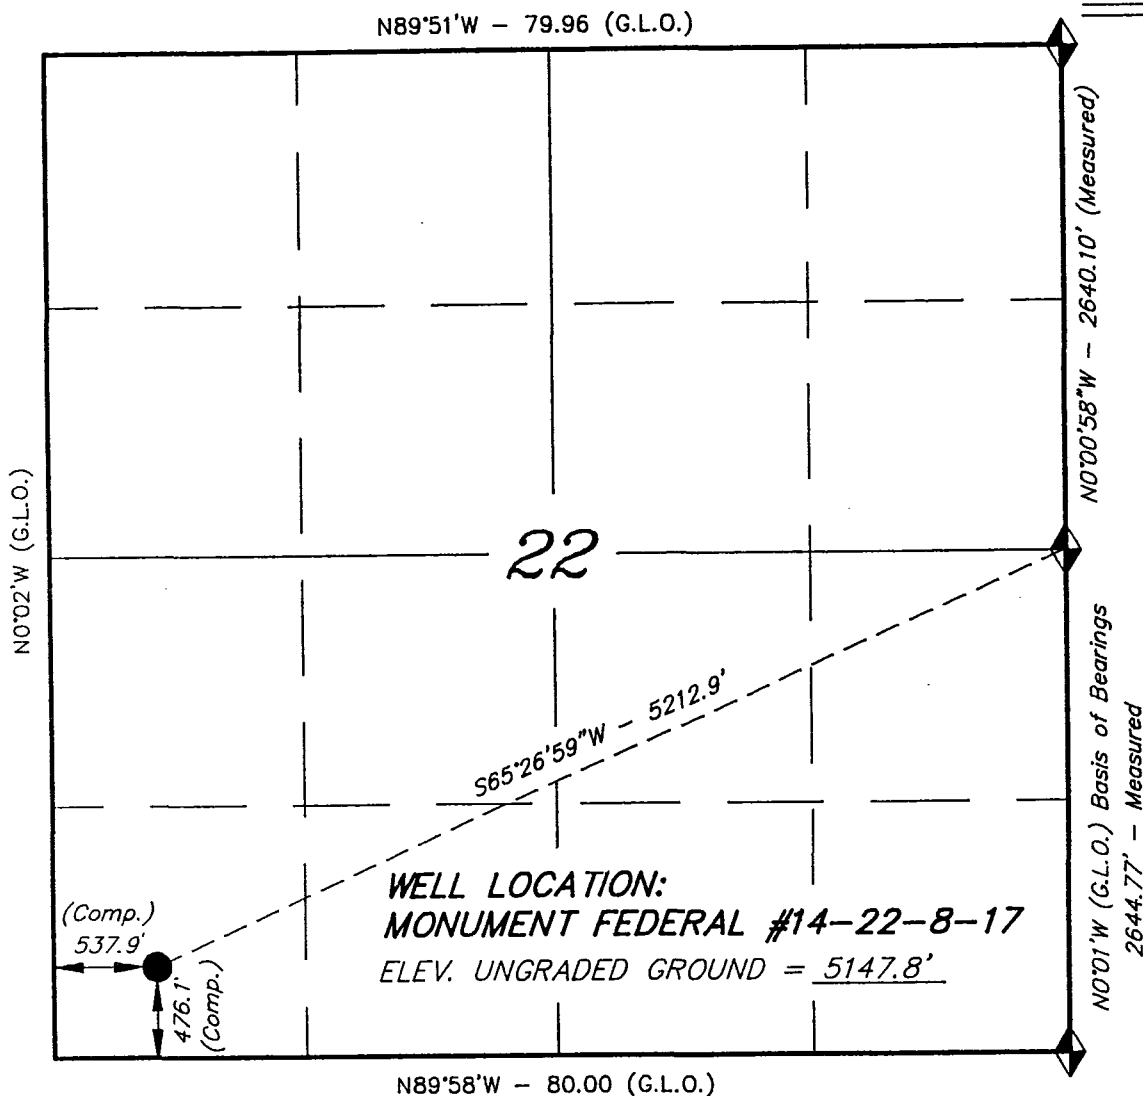 N89°51'W – 79.96 (G.L.O.)
N0°00'58"W – 2640.10' (Measured)
N0°02'W (G.L.O.)
22
S65°26'59"W – 5212.9'
N0°01'W (G.L.O.) Basis of Bearings
2644.77' – Measured
WELL LOCATION:
MONUMENT FEDERAL #14–22–8–17
ELEV. UNGRADED GROUND = 5147.8'
(Comp.)
537.9'
476.1'
(Comp.)
N89°58'W – 80.00 (G.L.O.)